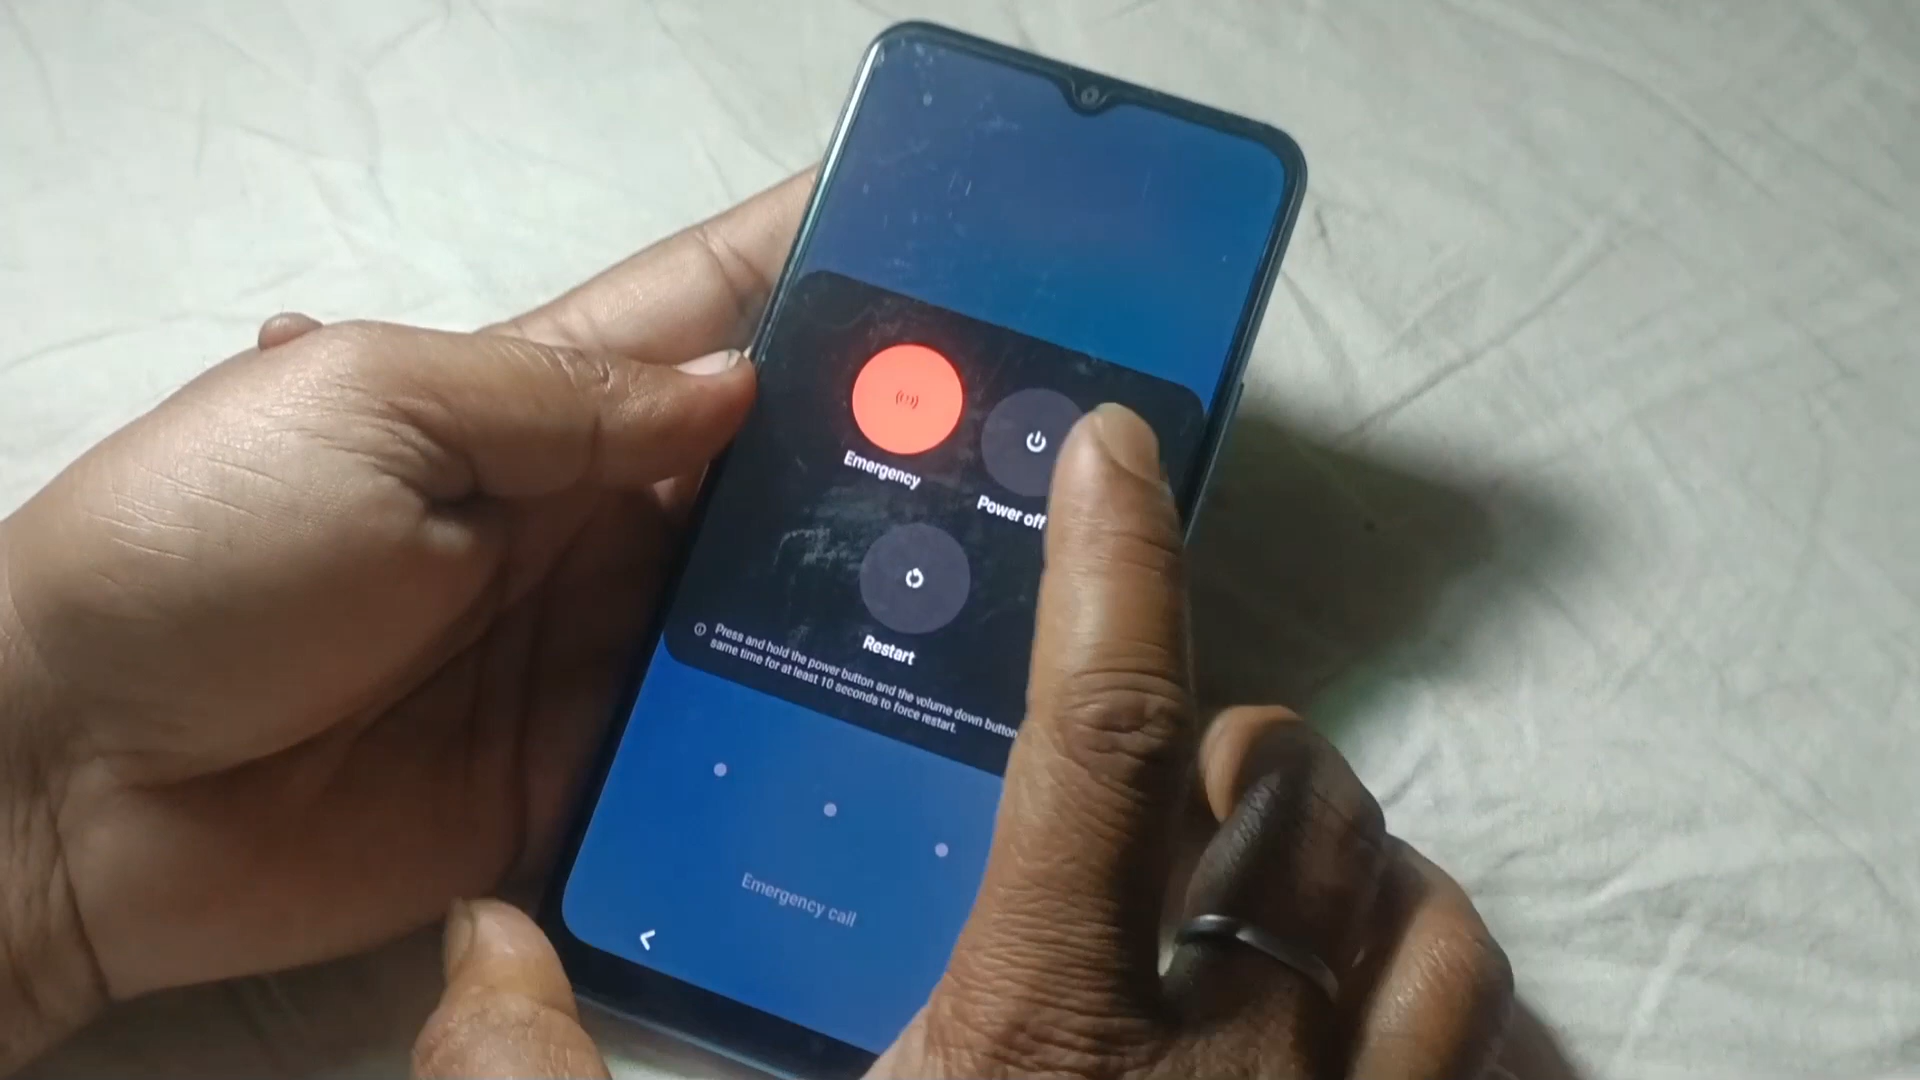 Emergency
Power off
Restart
Press and hold the power button and the volume down button
same time for at least 10 seconds to force restart.
Emergency call